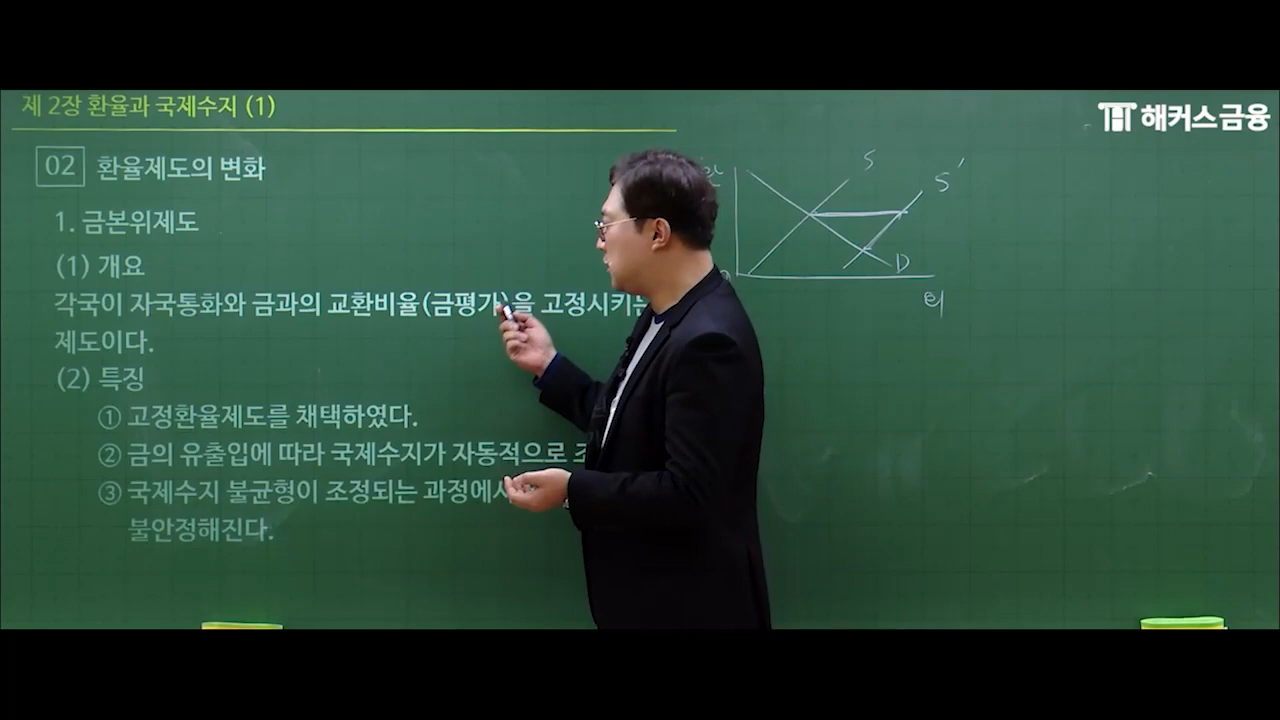 제 2장 환율과 국제수지 (1)
해커스금융
02 환율제도의 변화
1. 금본위제도
(1) 개요
각국이 자국통화와 금과의 교환비율(금평가)을 고정시키는
제도이다.
(2) 특징
① 고정환율제도를 채택하였다.
② 금의 유출입에 따라 국제수지가 자동적으로
③ 국제수지 불균형이 조정되는 과정에서
불안정해진다.
S
S'
D
외